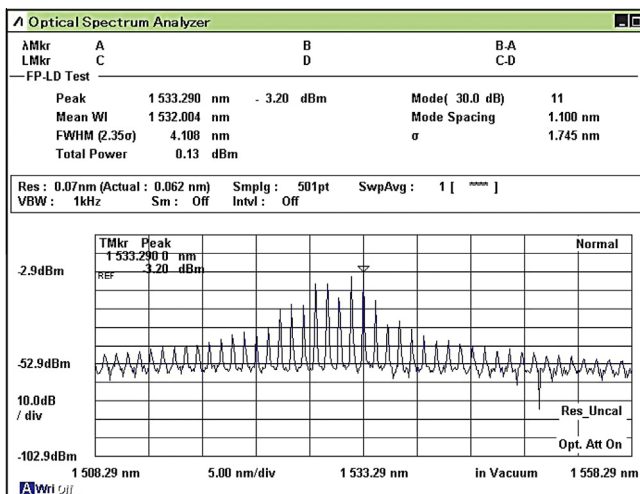 Λ Optical Spectrum Analyzer
λMkr A B B-A
LMkr C D C-D
FP-LD Test
Peak 1 533.290 nm - 3.20 dBm Mode( 30.0 dB) 11
Mean Wl 1 532.004 nm Mode Spacing 1.100 nm
FWHM (2.35σ) 4.108 nm σ 1.745 nm
Total Power 0.13 dBm
Res : 0.07nm (Actual : 0.062 nm) Smplg : 501pt SwpAvg : 1 [ **** ]
VBW : 1kHz Sm : Off Intvl : Off
TMkr Peak Normal
1 533.290 0 nm
-3.20 dBm
-2.9dBm
REF
-52.9dBm
10.0dB
/ div
Res_Uncal
Opt. Att On
-102.9dBm
1 508.29 nm 5.00 nm/div 1 533.29 nm in Vacuum 1 558.29 nm
A Wri Off